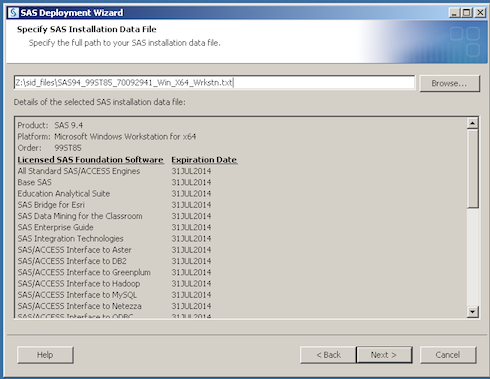 SAS Deployment Wizard
Specify SAS Installation Data File
Specify the full path to your SAS installation data file.
Z:\sid_files\SAS94_99ST85_70092941_Win_X64_Wrkstn.txt
Browse...
Details of the selected SAS installation data file:
Product: SAS 9.4
Platform: Microsoft Windows Workstation for x64
Order: 99ST85
Licensed SAS Foundation Software Expiration Date
All Standard SAS/ACCESS Engines 31JUL2014
Base SAS 31JUL2014
Education Analytical Suite 31JUL2014
SAS Bridge for Esri 31JUL2014
SAS Data Mining for the Classroom 31JUL2014
SAS Enterprise Guide 31JUL2014
SAS Integration Technologies 31JUL2014
SAS/ACCESS Interface to Aster 31JUL2014
SAS/ACCESS Interface to DB2 31JUL2014
SAS/ACCESS Interface to Greenplum 31JUL2014
SAS/ACCESS Interface to Hadoop 31JUL2014
SAS/ACCESS Interface to MySQL 31JUL2014
SAS/ACCESS Interface to Netezza 31JUL2014
SAS/ACCESS Interface to ODBC 31JUL2014
Help < Back Next > Cancel